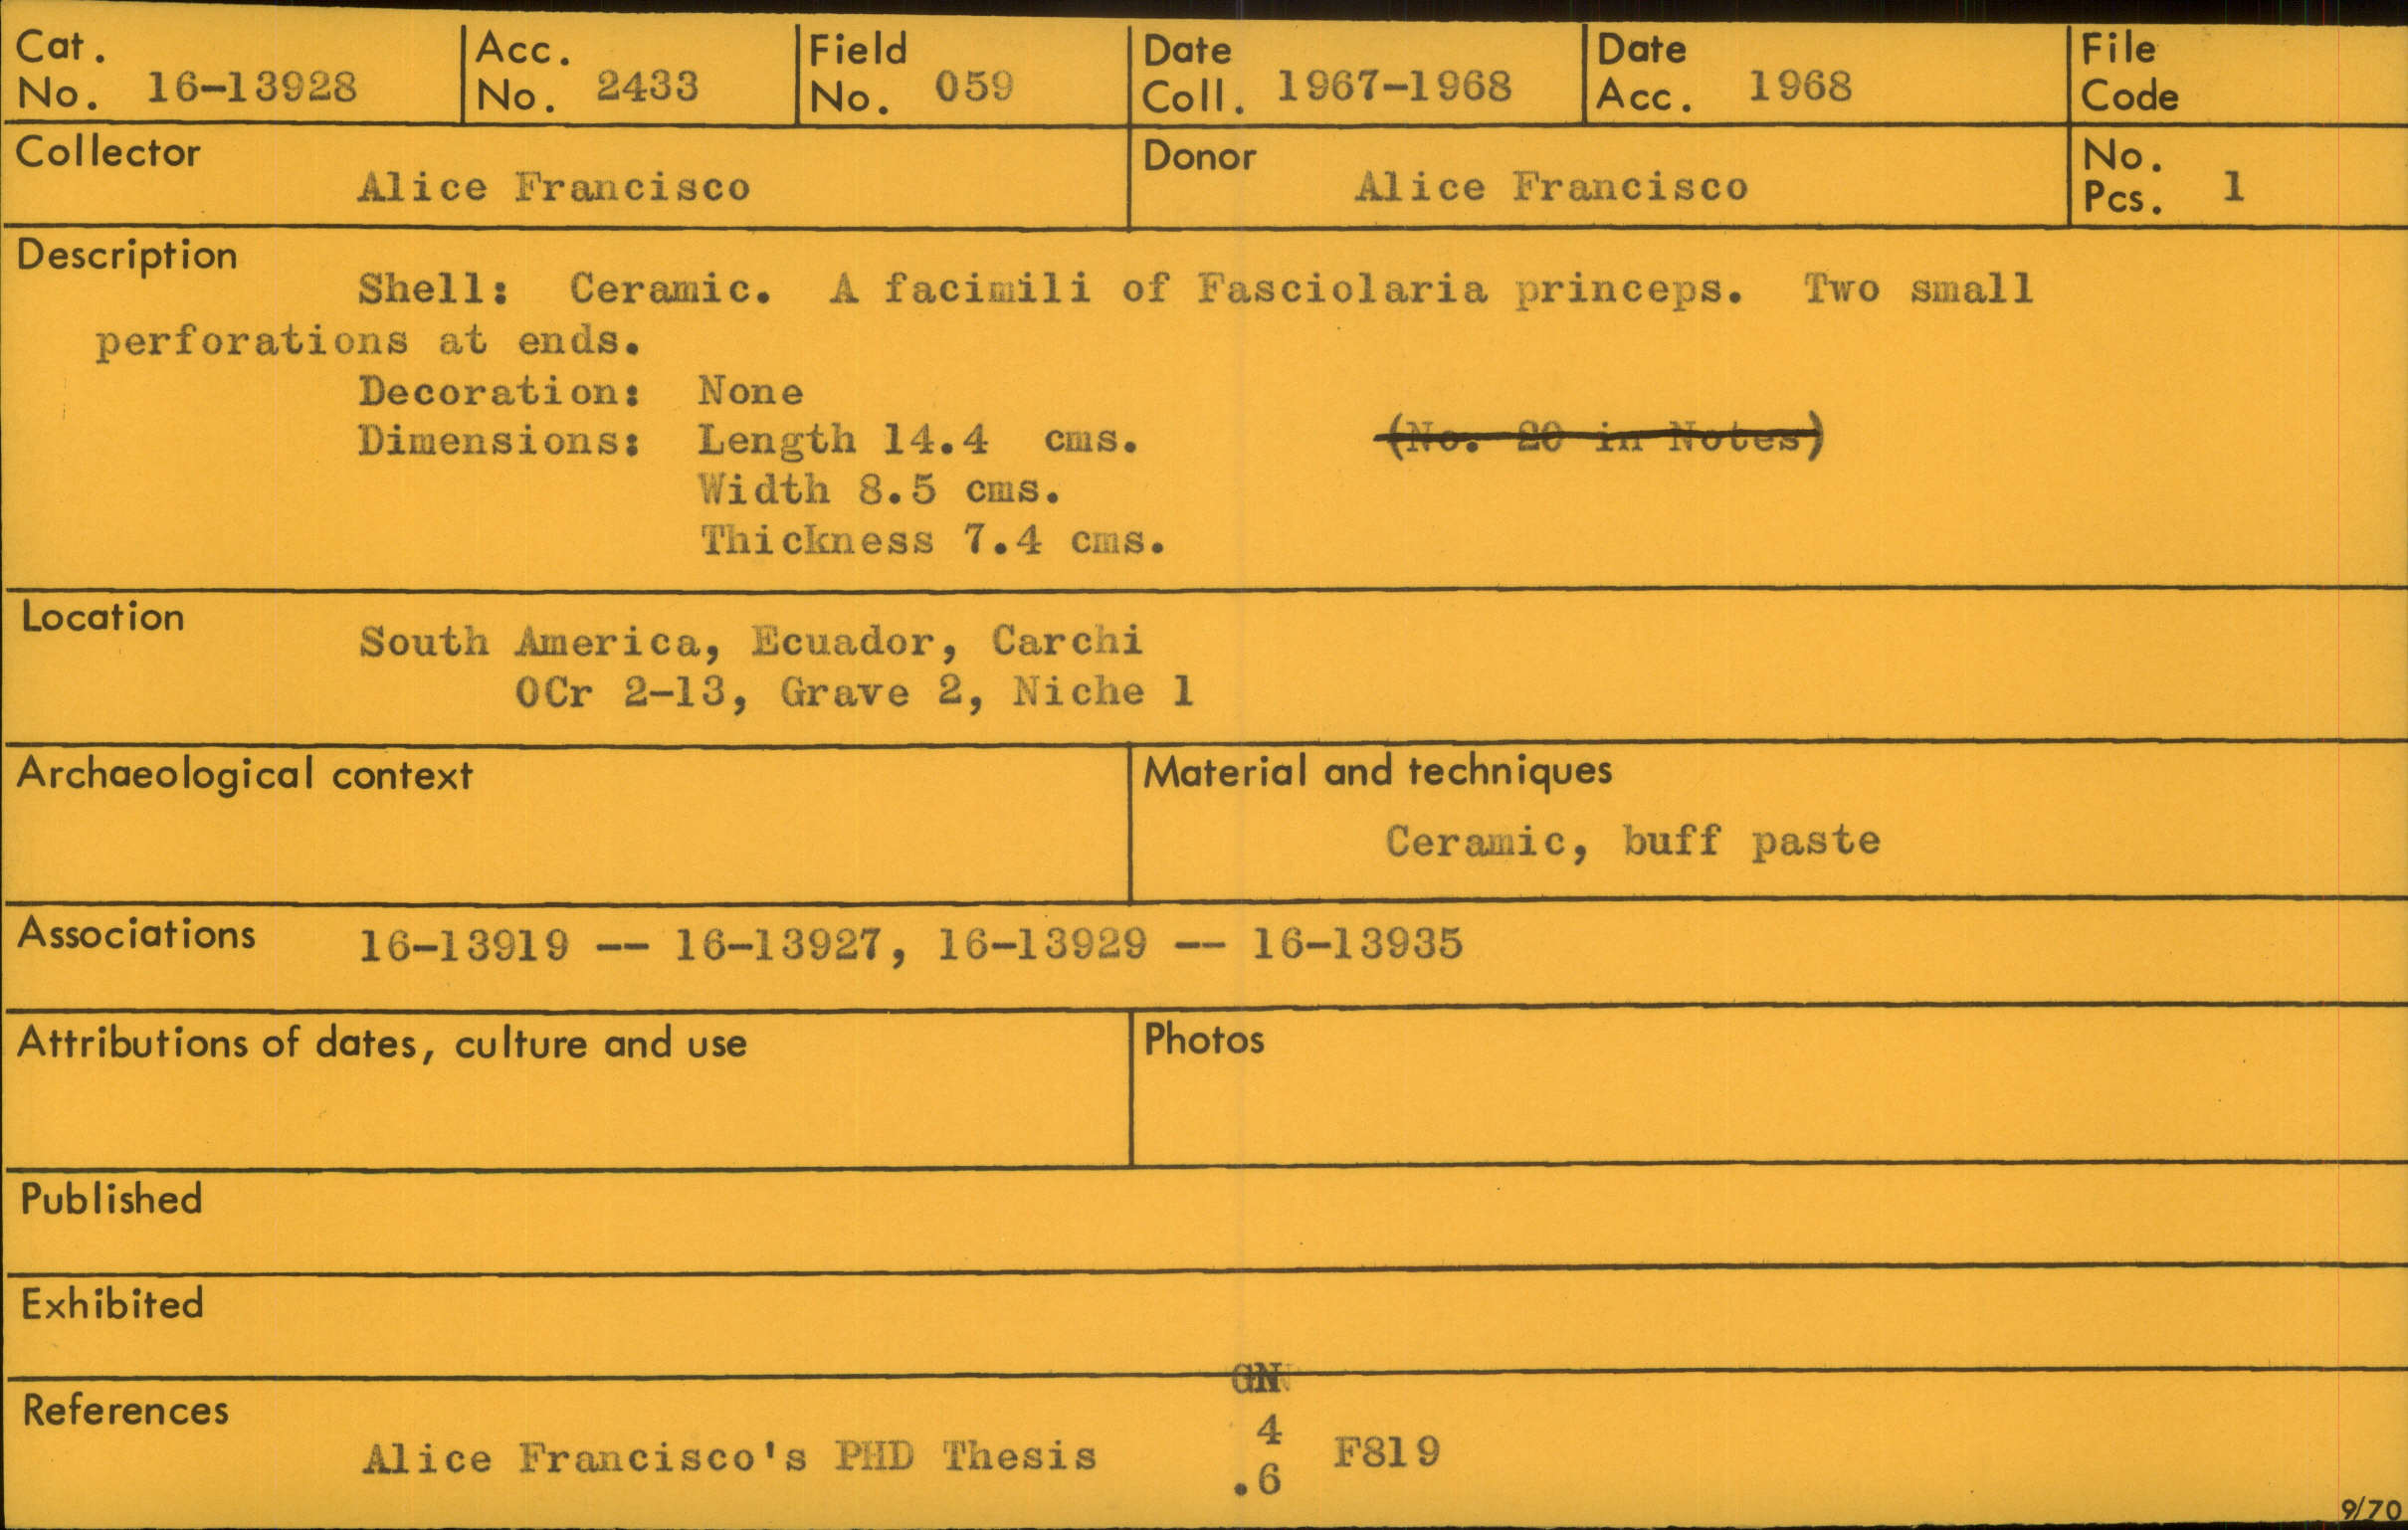 Cat. No. 16-13928
Acc. No. 2433
Field No. 059
Date Coll. 1967-1968
Date Acc. 1968
File Code
Collector Alice Francisco
Donor Alice Francisco
No. Pcs. 1
Description
Shell: Ceramic. A facimili of Fasciolaria princeps. Two small
perforations at ends.
Decoration: None
Dimensions: Length 14.4 cms. (No. 20 in Notes)
Width 8.5 cms.
Thickness 7.4 cms.
Location
South America, Ecuador, Carchi
OCr 2-13, Grave 2, Niche 1
Archaeological context
Material and techniques
Ceramic, buff paste
Associations 16-13919 -- 16-13927, 16-13929 -- 16-13935
Attributions of dates, culture and use
Photos
Published
Exhibited
References
GN
4
Alice Francisco's PHD Thesis F819
.6
9/70